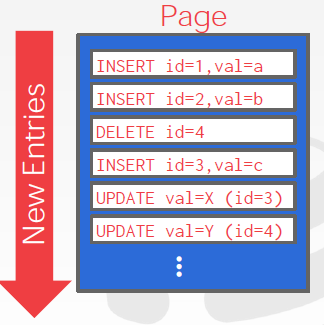 Page
New Entries
INSERT id=1,val=a
INSERT id=2,val=b
DELETE id=4
INSERT id=3,val=c
UPDATE val=X (id=3)
UPDATE val=Y (id=4)
⋮